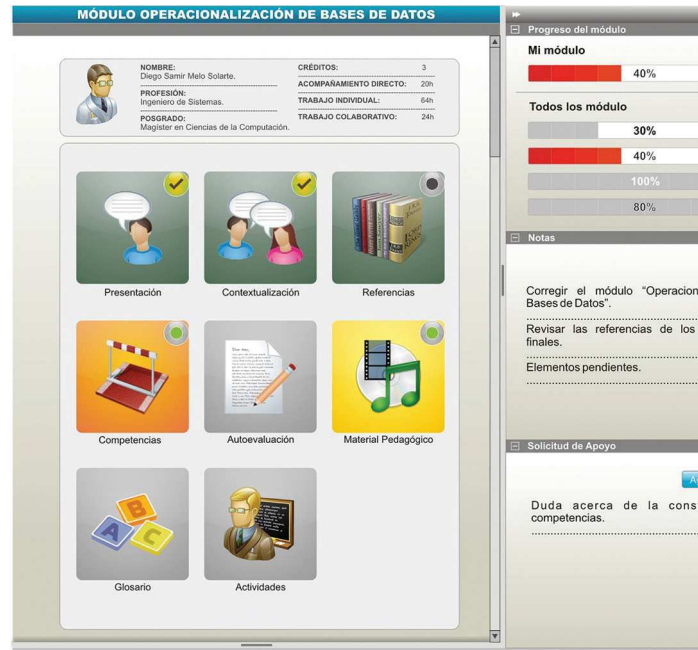 MÓDULO OPERACIONALIZACIÓN DE BASES DE DATOS
NOMBRE:
Diego Samir Melo Solarte.
PROFESIÓN:
Ingeniero de Sistemas.
POSGRADO:
Magíster en Ciencias de la Computación.
CRÉDITOS: 3
ACOMPAÑAMIENTO DIRECTO: 20h
TRABAJO INDIVIDUAL: 64h
TRABAJO COLABORATIVO: 24h
Presentación
Contextualización
Referencias
Competencias
Autoevaluación
Material Pedagógico
Glosario
Actividades
Progreso del módulo
Mi módulo
40%
Todos los módulo
30%
40%
100%
80%
Notas
Corregir el módulo “Operacion
Bases de Datos”.
Revisar las referencias de los
finales.
Elementos pendientes.
Solicitud de Apoyo
Duda acerca de la cons
competencias.